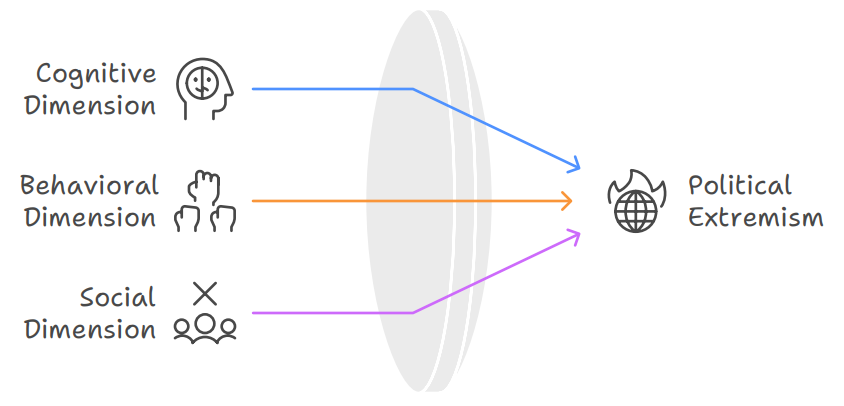 Cognitive
Dimension
Behavioral
Dimension
Political
Extremism
Social
Dimension